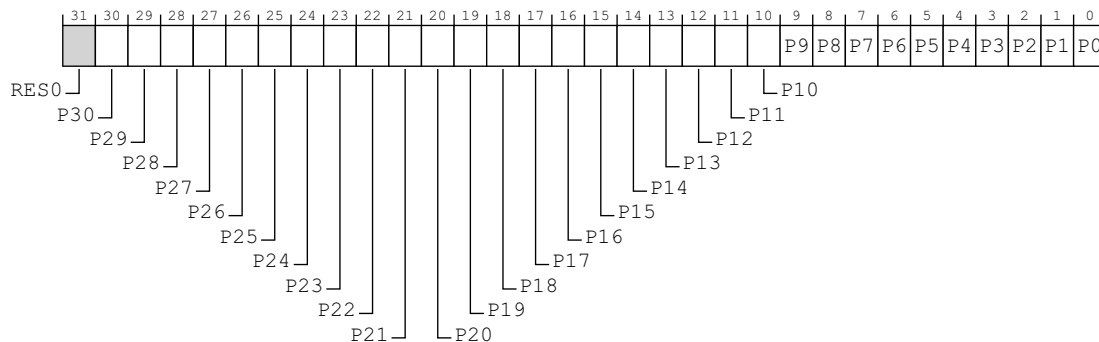 31 30 29 28 27 26 25 24 23 22 21 20 19 18 17 16 15 14 13 12 11 10 9 8 7 6 5 4 3 2 1 0
P9 P8 P7 P6 P5 P4 P3 P2 P1 P0
RES0 P10
P30 P11
P29 P12
P28 P13
P27 P14
P26 P15
P25 P16
P24 P17
P23 P18
P22 P19
P21 P20